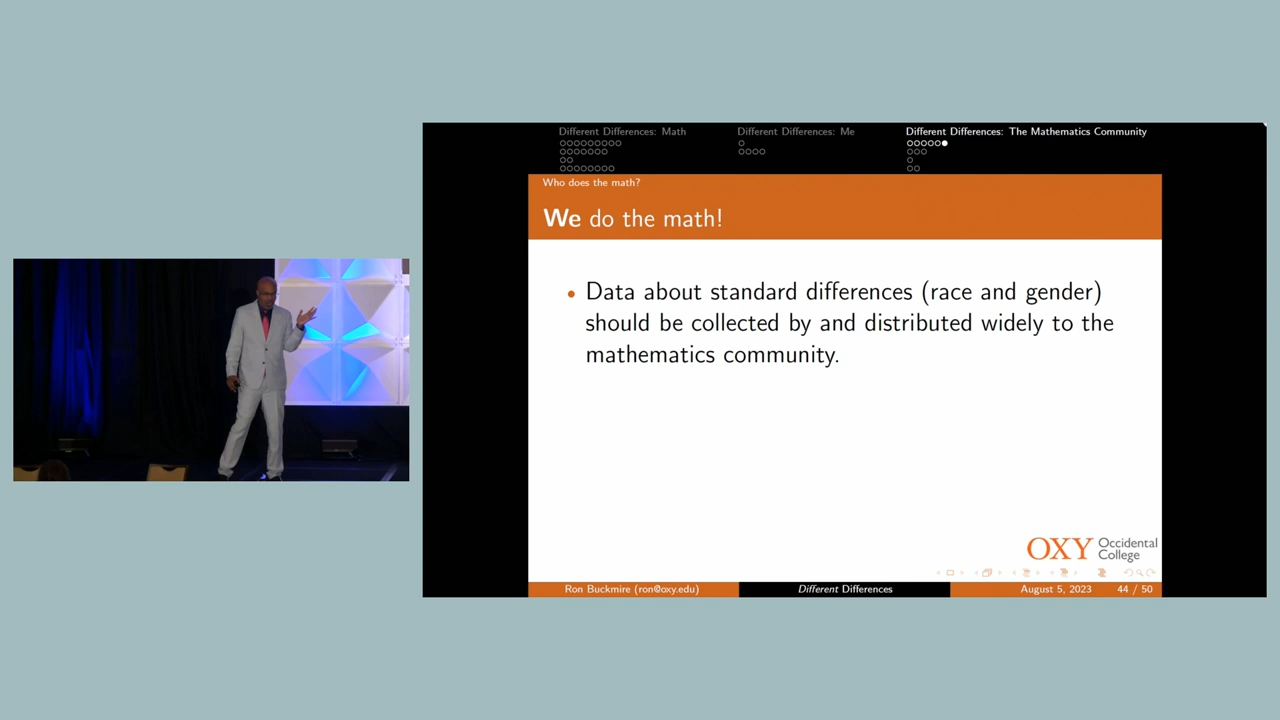 Different Differences: Math
Different Differences: Me
Different Differences: The Mathematics Community
Who does the math?
We do the math!
• Data about standard differences (race and gender)
should be collected by and distributed widely to the
mathematics community.
OXY Occidental
College
Ron Buckmire (ron@oxy.edu)
Different Differences
August 5, 2023
44 / 50